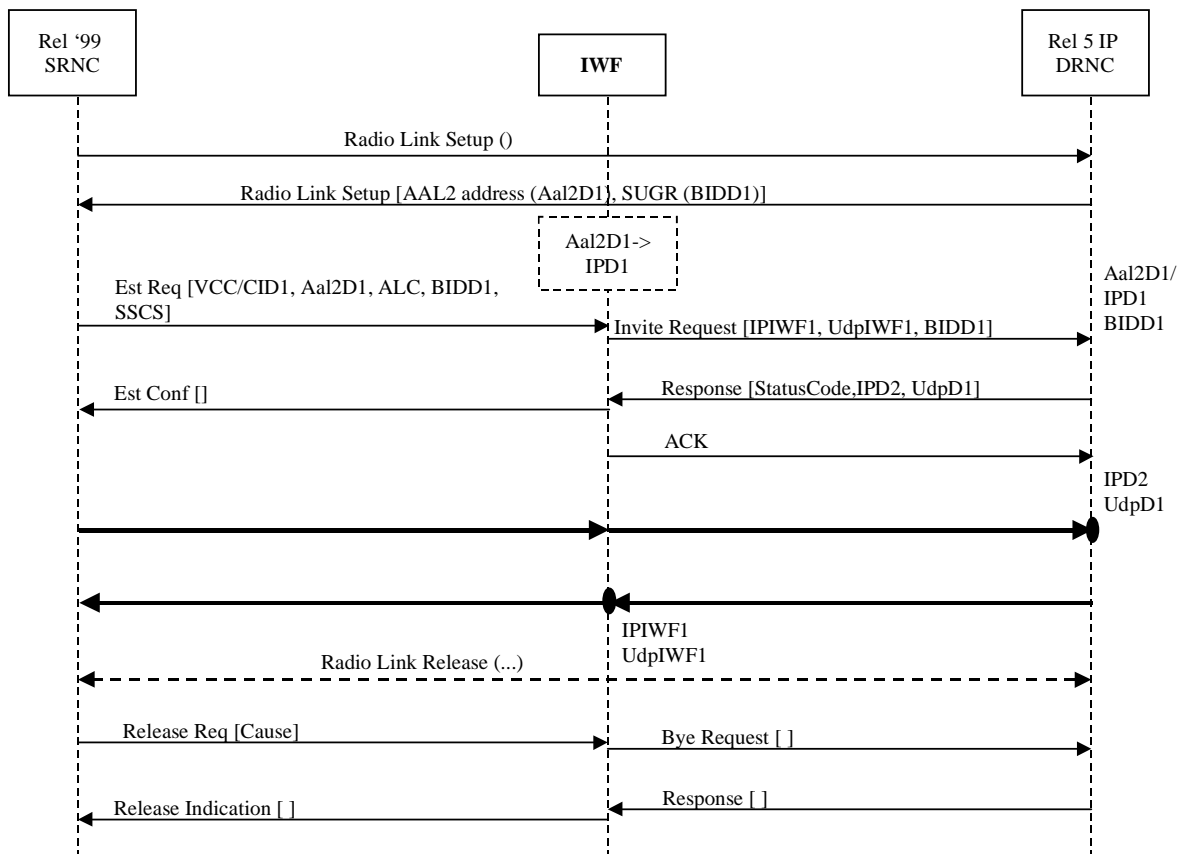 Rel ‘99
SRNC
IWF
Rel 5 IP
DRNC
Radio Link Setup ()
Radio Link Setup [AAL2 address (Aal2D1), SUGR (BIDD1)]
Aal2D1->
IPD1
Aal2D1/
IPD1
BIDD1
Est Req [VCC/CID1, Aal2D1, ALC, BIDD1,
SSCS]
Invite Request [IPIWF1, UdpIWF1, BIDD1]
Response [StatusCode,IPD2, UdpD1]
Est Conf []
ACK
IPD2
UdpD1
IPIWF1
UdpIWF1
Radio Link Release (...)
Release Req [Cause]
Bye Request [ ]
Response [ ]
Release Indication [ ]